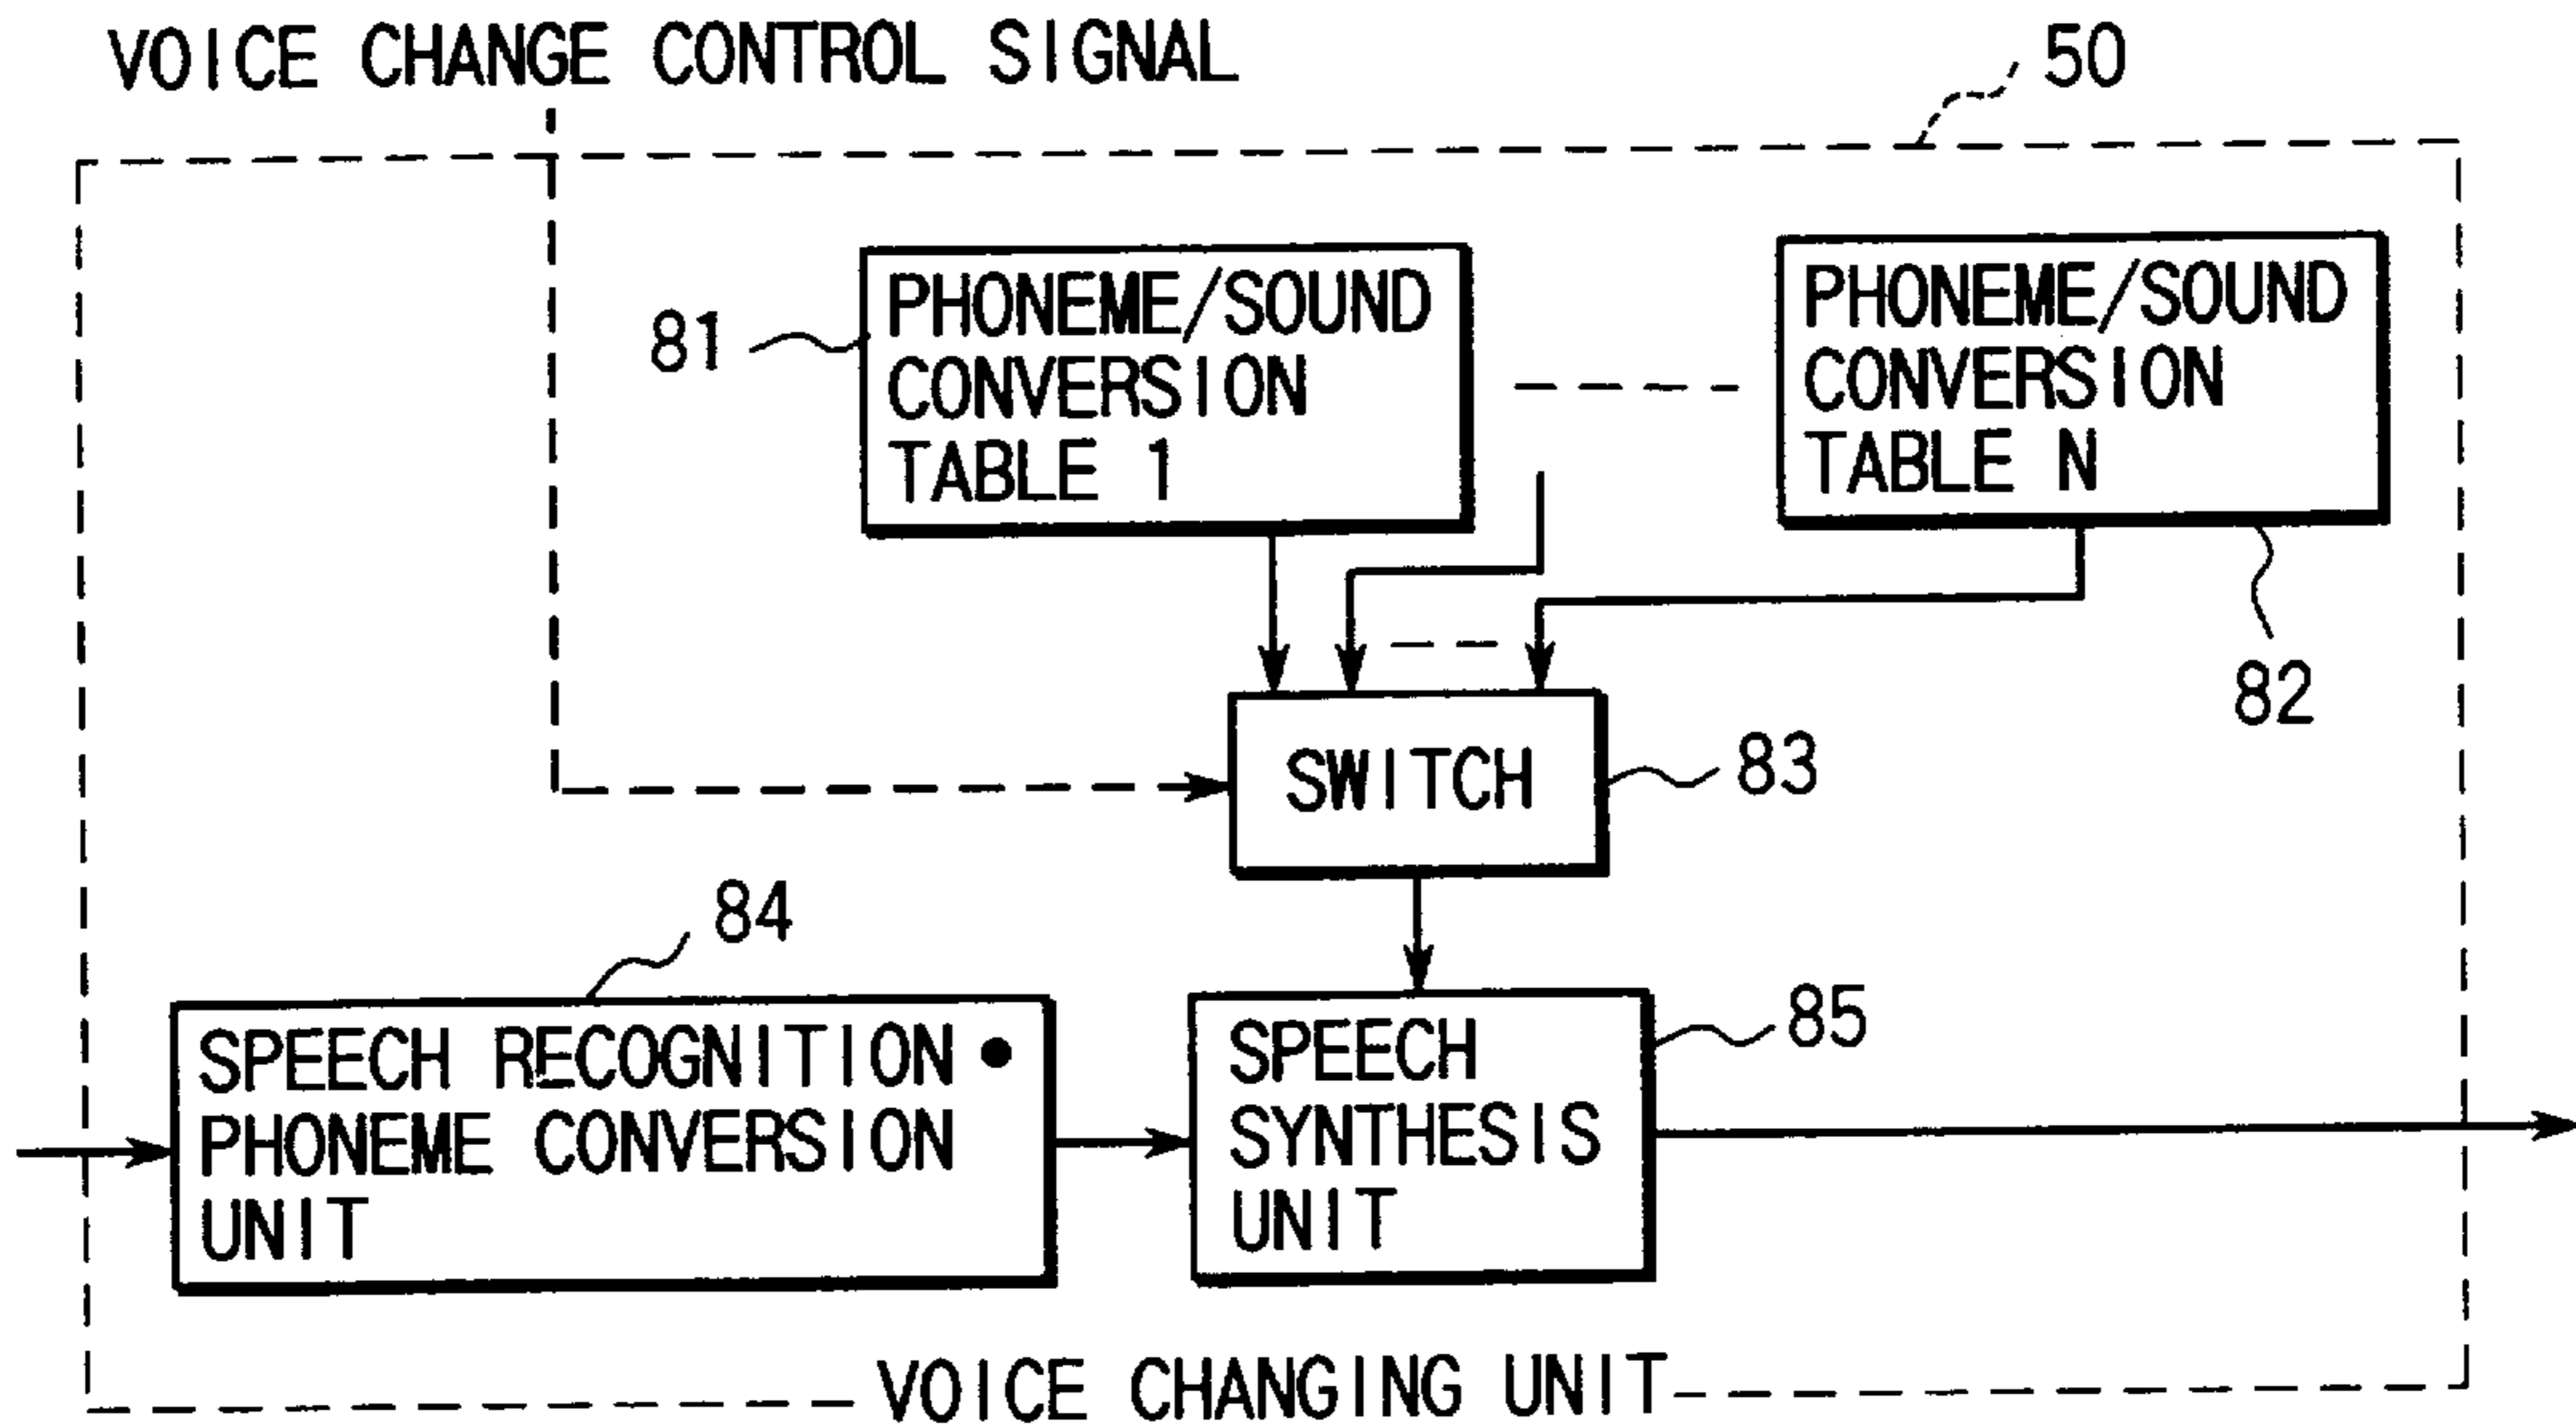 VOICE CHANGE CONTROL SIGNAL
50
81
PHONEME/SOUND
CONVERSION
TABLE 1
PHONEME/SOUND
CONVERSION
TABLE N
82
SWITCH
83
84
SPEECH RECOGNITION •
PHONEME CONVERSION
UNIT
SPEECH
SYNTHESIS
UNIT
85
VOICE CHANGING UNIT